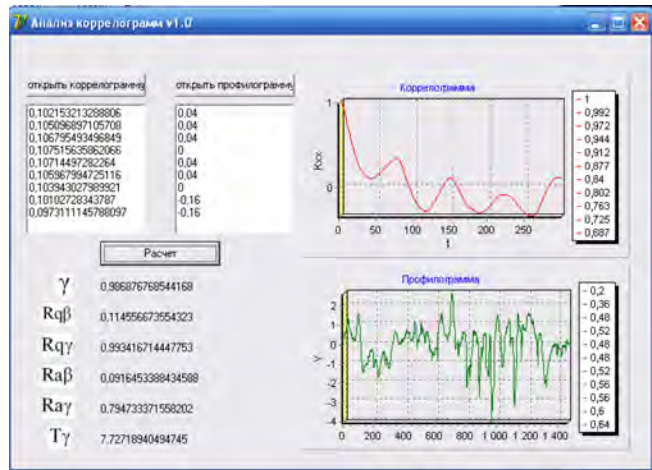 Анализ коррелограмм v1.0
открыть коррелограмму
открыть профилограмму
0,102153213288806
0,105096897105708
0,106795493496849
0,107515635862066
0,10714497282264
0,105967994725116
0,103943027989921
0,10102728343787
0,0973111145788097
0,04
0,04
0,04
0
0,04
0,04
0
-0.16
-0.16
Расчет
γ 0,986876768544168
Rqβ 0,114556673554323
Rqγ 0,993416714447753
Raβ 0,0916453388434588
Raγ 0,794733371558202
Tγ 7,72718940494745
Коррелограмма
Kxx
1
0
0 50 100 150 200 250
t
1
0,992
0,972
0,944
0,912
0,877
0,84
0,802
0,763
0,725
0,687
Профилограмма
Y
2
1
0
-1
-2
-3
-4
0 200 400 600 800 1 000 1 200 1 400
0,2
0,36
0,48
0,52
0,48
0,48
0,52
0,56
0,56
0,6
0,64